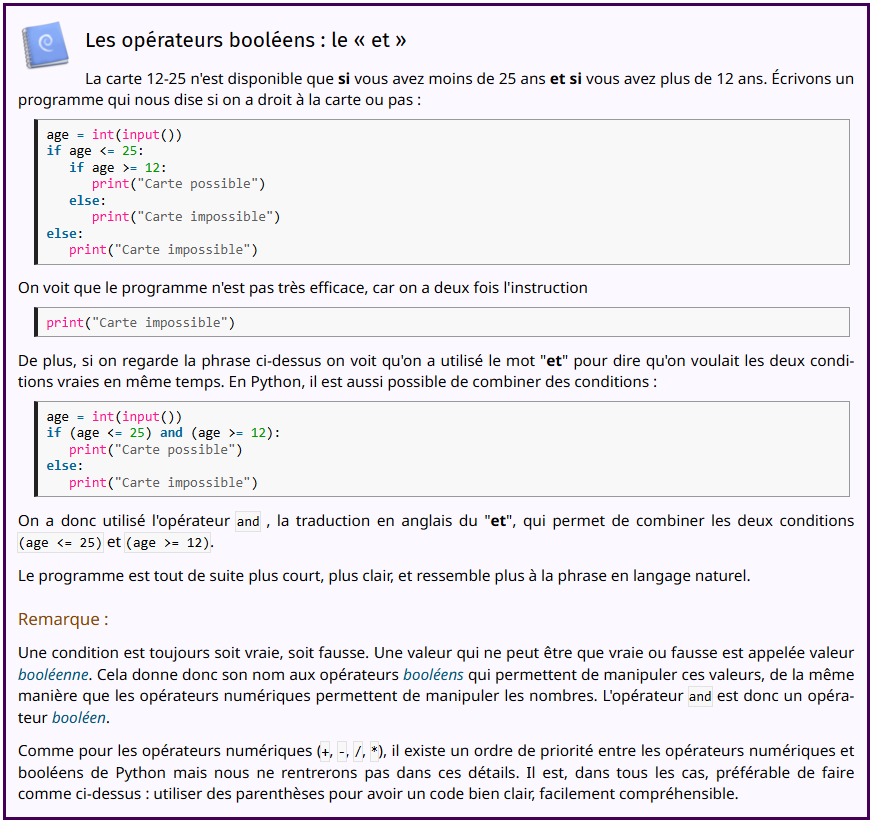 Les opérateurs booléens : le « et »
La carte 12-25 n'est disponible que si vous avez moins de 25 ans et si vous avez plus de 12 ans. Écrivons un
programme qui nous dise si on a droit à la carte ou pas :
age = int(input())
if age <= 25:
   if age >= 12:
      print("Carte possible")
   else:
      print("Carte impossible")
else:
   print("Carte impossible")
On voit que le programme n'est pas très efficace, car on a deux fois l'instruction
print("Carte impossible")
De plus, si on regarde la phrase ci-dessus on voit qu'on a utilisé le mot "et" pour dire qu'on voulait les deux condi-
tions vraies en même temps. En Python, il est aussi possible de combiner des conditions :
age = int(input())
if (age <= 25) and (age >= 12):
   print("Carte possible")
else:
   print("Carte impossible")
On a donc utilisé l'opérateur and , la traduction en anglais du "et", qui permet de combiner les deux conditions
(age <= 25) et (age >= 12).
Le programme est tout de suite plus court, plus clair, et ressemble plus à la phrase en langage naturel.
Remarque :
Une condition est toujours soit vraie, soit fausse. Une valeur qui ne peut être que vraie ou fausse est appelée valeur
booléenne. Cela donne donc son nom aux opérateurs booléens qui permettent de manipuler ces valeurs, de la même
manière que les opérateurs numériques permettent de manipuler les nombres. L'opérateur and est donc un opéra-
teur booléen.
Comme pour les opérateurs numériques (+, -, /, *), il existe un ordre de priorité entre les opérateurs numériques et
booléens de Python mais nous ne rentrerons pas dans ces détails. Il est, dans tous les cas, préférable de faire
comme ci-dessus : utiliser des parenthèses pour avoir un code bien clair, facilement compréhensible.